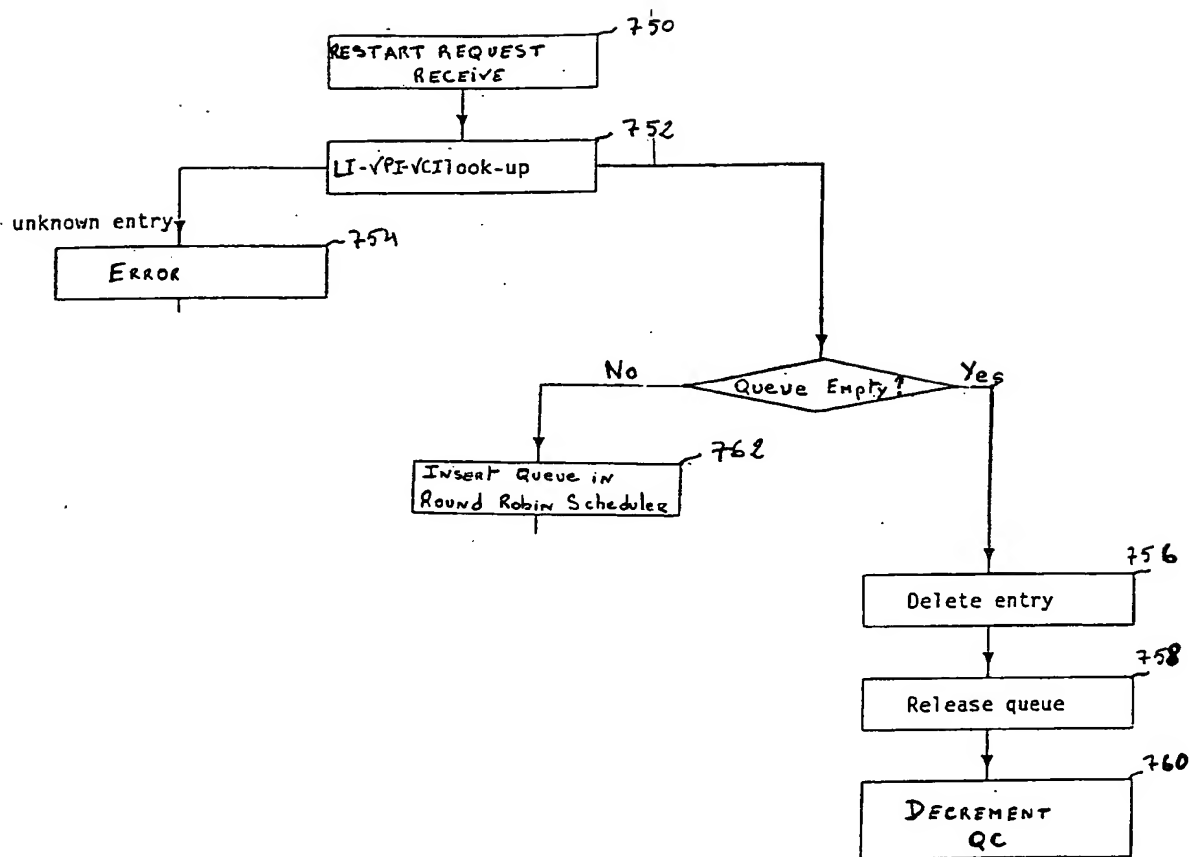 750
RESTART REQUEST
RECEIVE
752
LI-VPI-VCI look-up
unknown entry
754
ERROR
No
Queue Empty?
Yes
762
INSERT Queue in
Round Robin Scheduler
756
Delete entry
758
Release queue
760
DECREMENT
QC